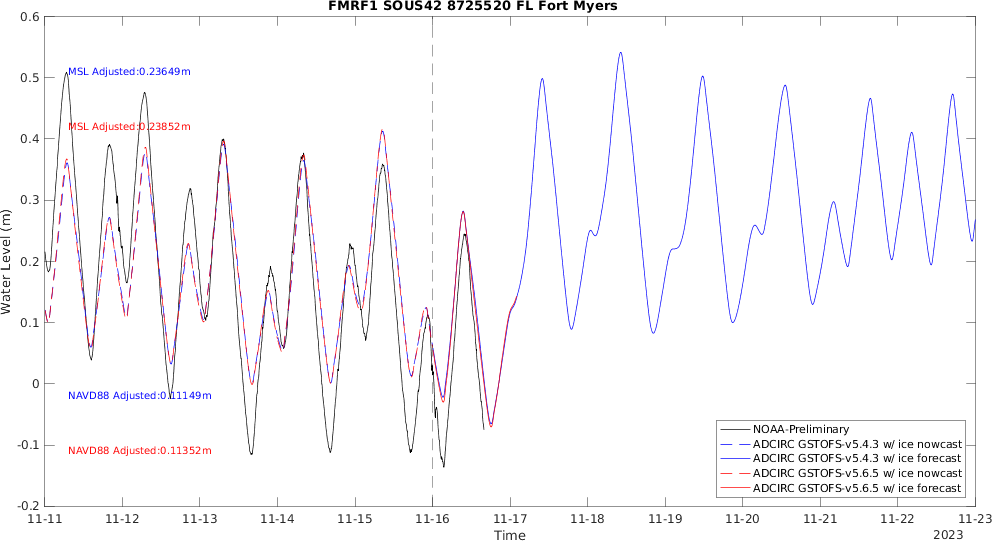 FMRF1 SOUS42 8725520 FL Fort Myers
0.6
0.5
0.4
0.3
0.2
0.1
0
-0.1
-0.2
Water Level (m)
MSL Adjusted:0.23649m
MSL Adjusted:0.23852m
NAVD88 Adjusted:0.11149m
NAVD88 Adjusted:0.11352m
NOAA-Preliminary
ADCIRC GSTOFS-v5.4.3 w/ ice nowcast
ADCIRC GSTOFS-v5.4.3 w/ ice forecast
ADCIRC GSTOFS-v5.6.5 w/ ice nowcast
ADCIRC GSTOFS-v5.6.5 w/ ice forecast
11-11 11-12 11-13 11-14 11-15 11-16 11-17 11-18 11-19 11-20 11-21 11-22 11-23
Time
2023